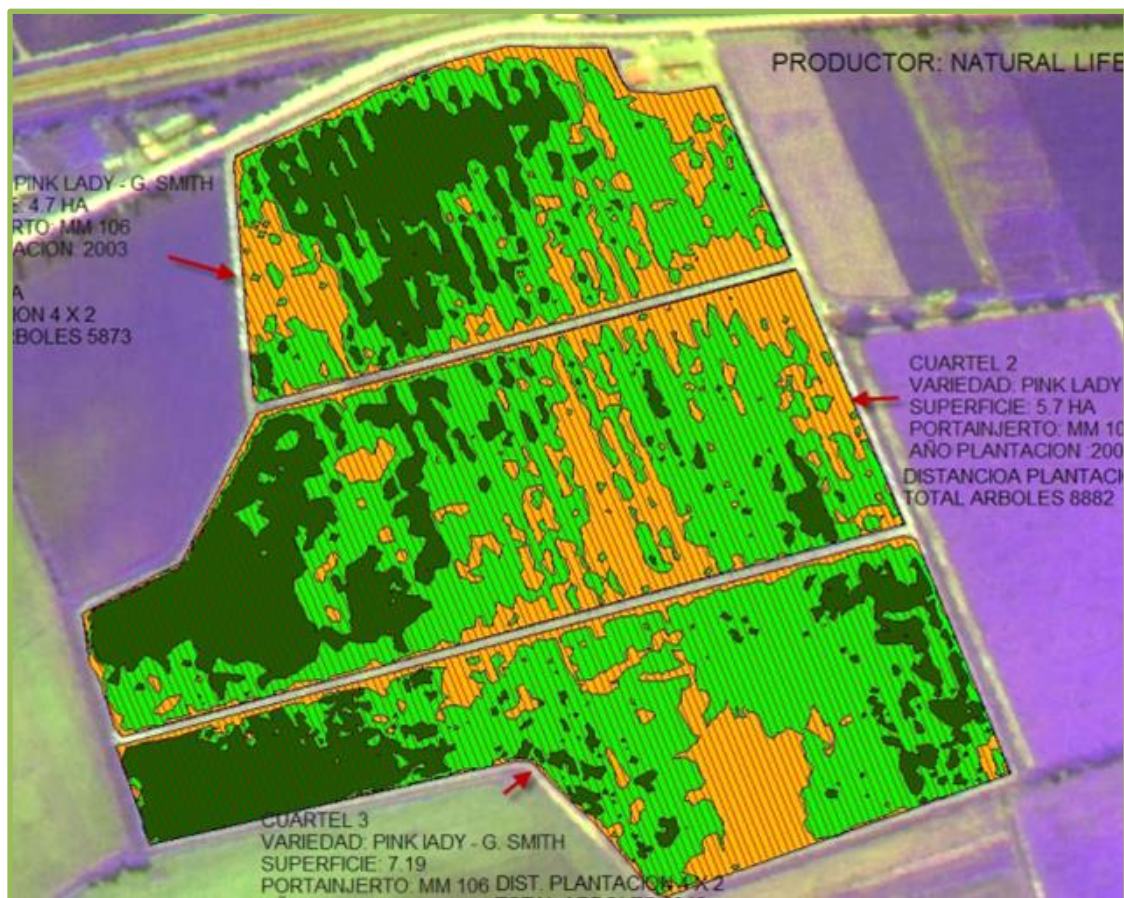 PRODUCTOR: NATURAL LIFE
PINK LADY - G. SMITH
E: 4.7 HA
RTO: MM 106
ACION: 2003
A
ION 4 X 2
BOLES 5873
CUARTEL 2
VARIEDAD: PINK LADY
SUPERFICIE: 5.7 HA
PORTAINJERTO: MM 10
AÑO PLANTACION :200
DISTANCIOA PLANTACI
TOTAL ARBOLES 8882
CUARTEL 3
VARIEDAD: PINK lADY - G. SMITH
SUPERFICIE: 7.19
PORTAINJERTO: MM 106 DIST. PLANTACION 4 X 2